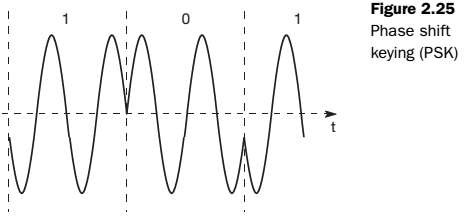 1 0 1
t
Figure 2.25
Phase shift
keying (PSK)